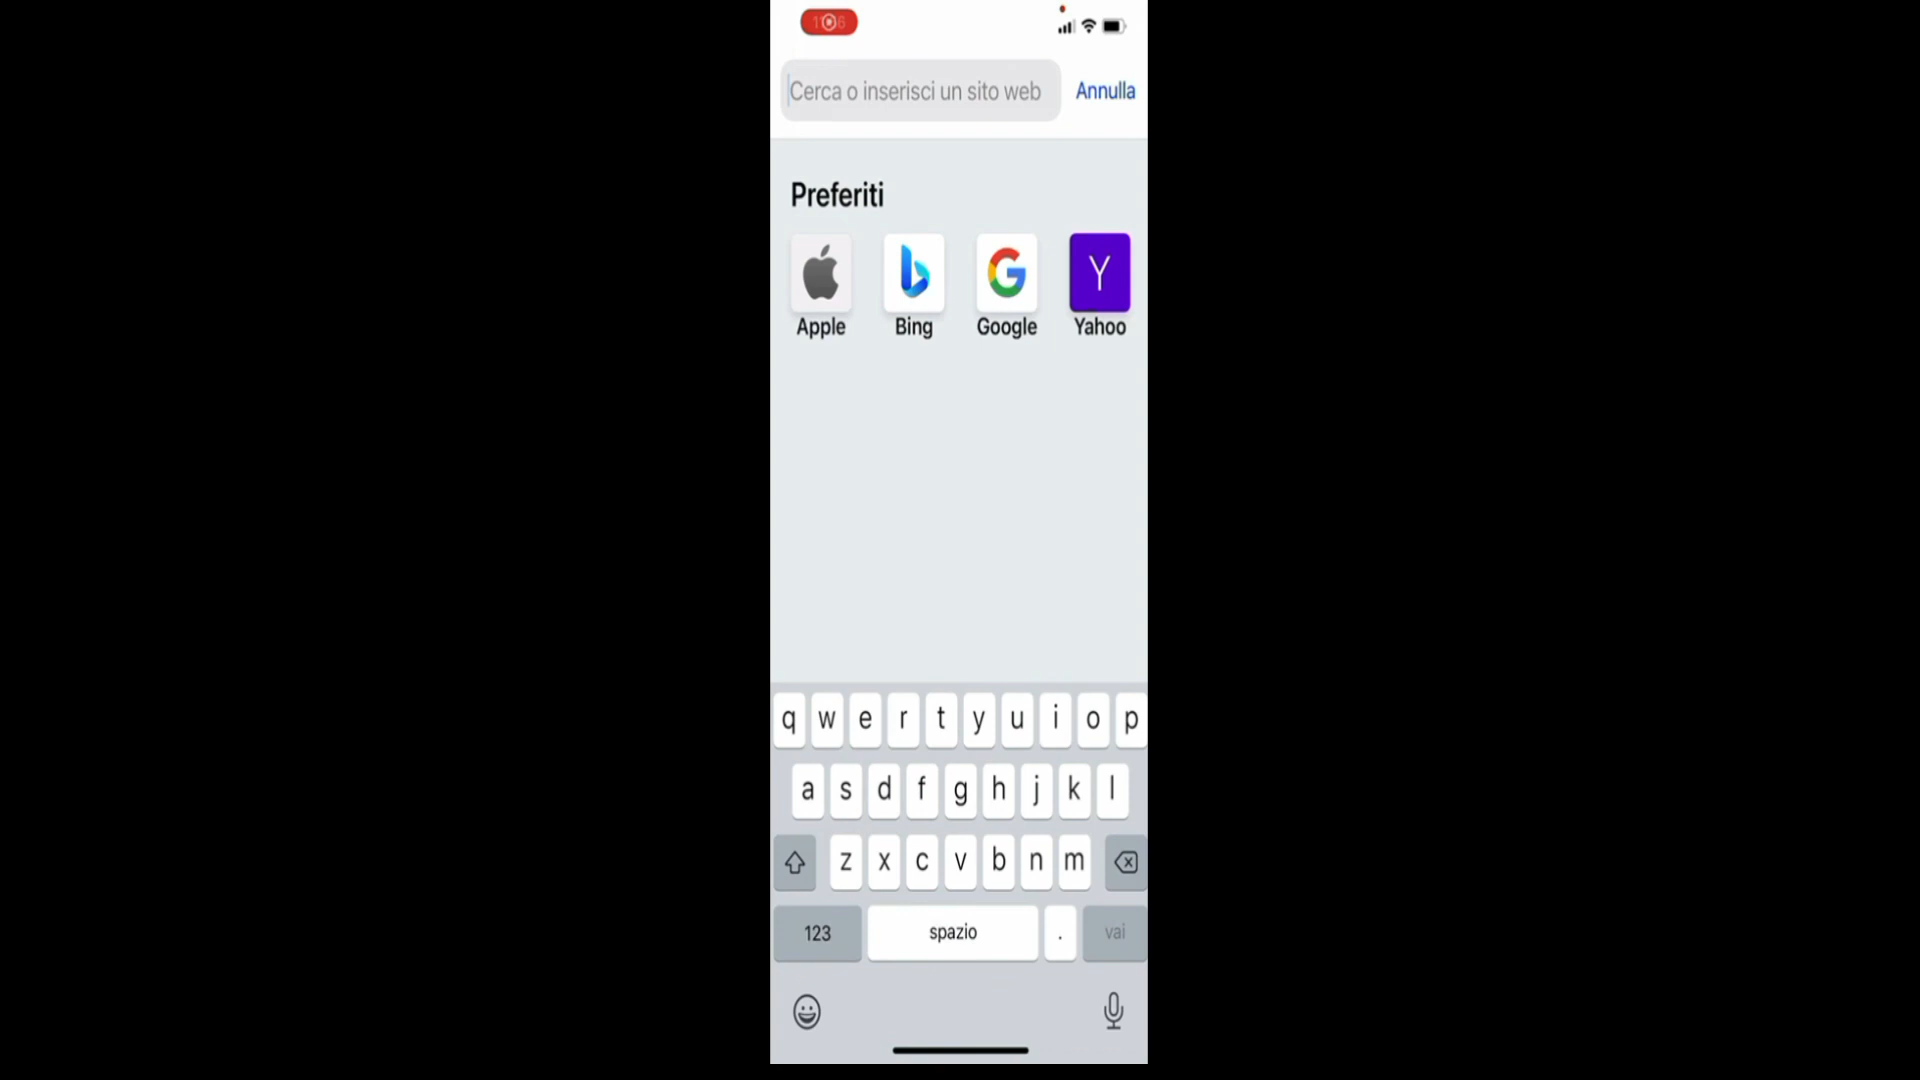 Cerca o inserisci un sito web Annulla
Preferiti
Y
Apple Bing Google Yahoo
q w e r t y u i o p
a s d f g h j k l
z x c v b n m
123 spazio . vai